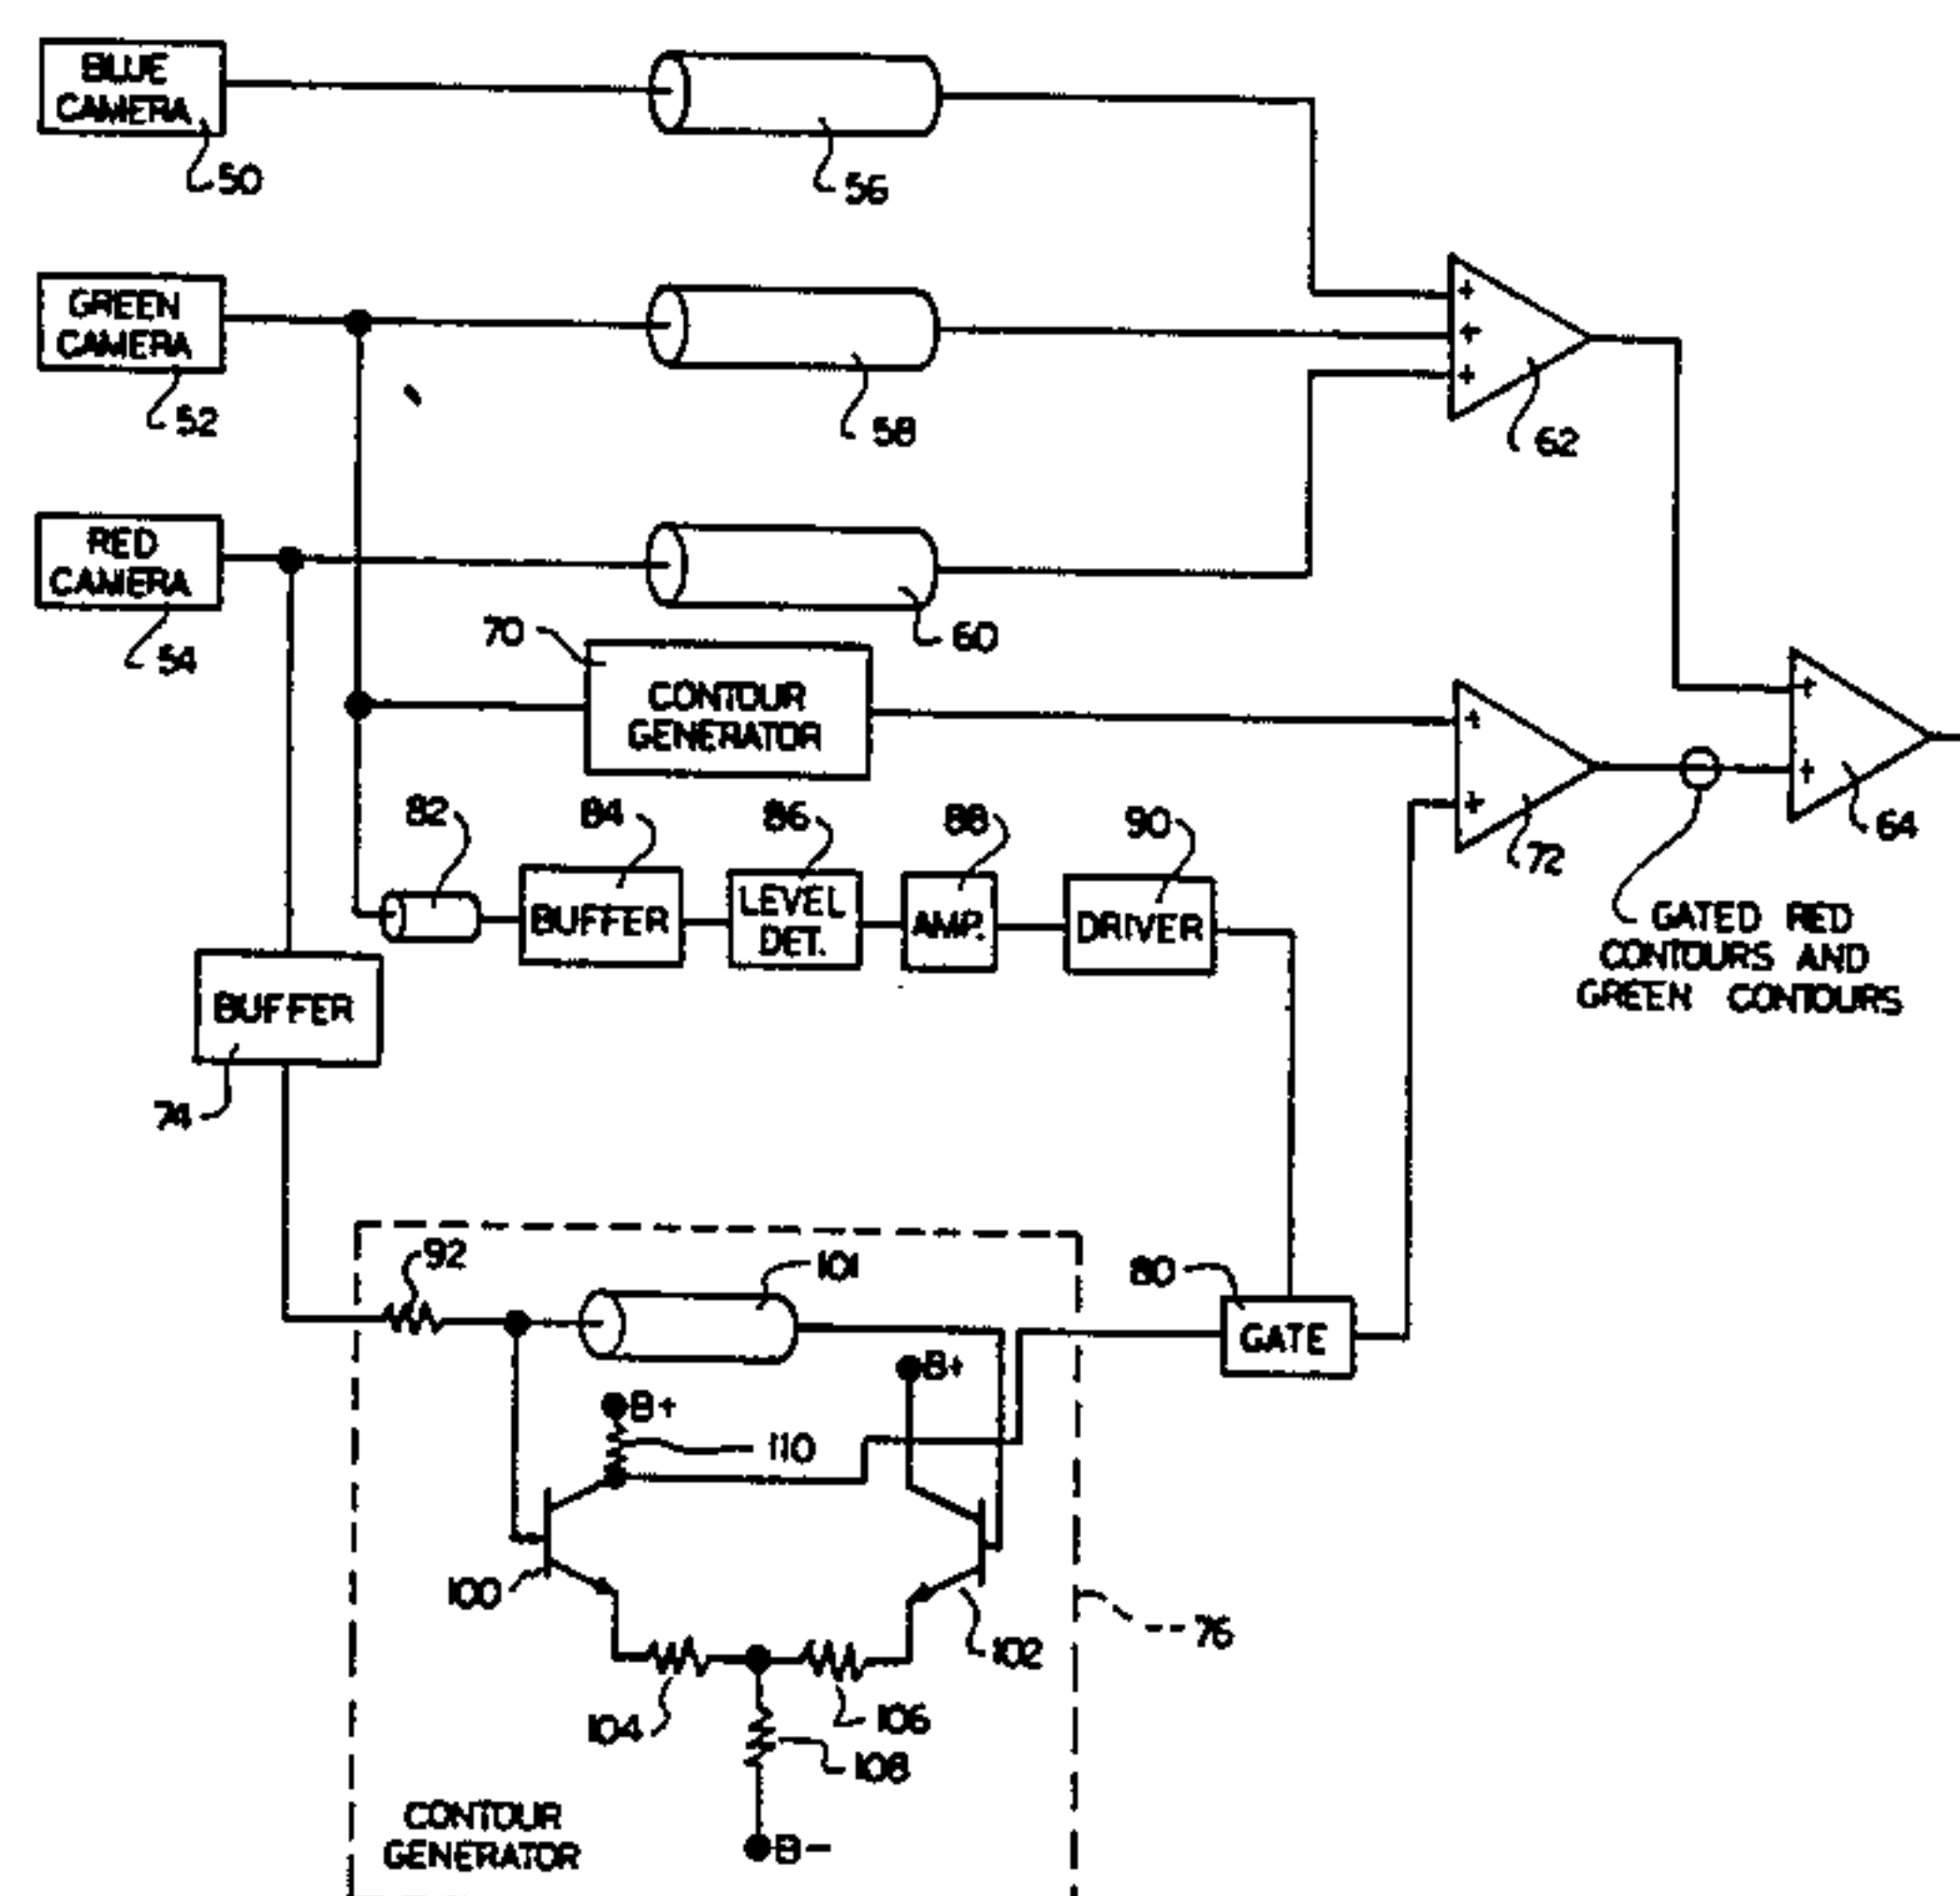 BLUE
CAMERA
50
56
GREEN
CAMERA
52
58
+
+
+
62
RED
CAMERA
54
60
70
CONTOUR
GENERATOR
+
+
72
+
+
64
82
84
86
88
90
BUFFER
LEVEL
DET.
AMP.
DRIVER
GATED RED
CONTOURS AND
GREEN CONTOURS
BUFFER
74
92
101
80
GATE
B+
B+
110
100
102
76
104
106
108
B-
CONTOUR
GENERATOR